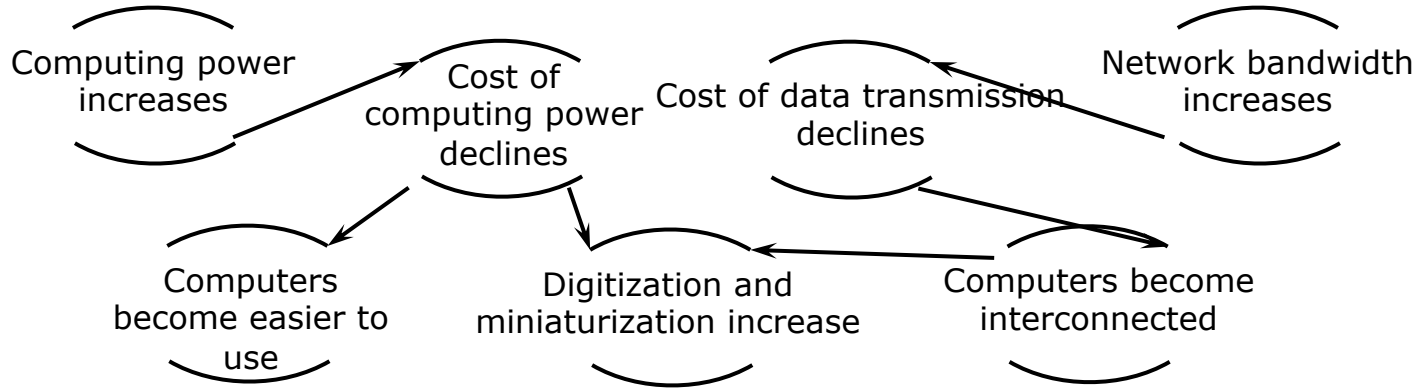 Computing power
increases
Cost of
computing power
declines
Cost of data transmission
declines
Network bandwidth
increases
Computers
become easier to
use
Digitization and
miniaturization increase
Computers become
interconnected